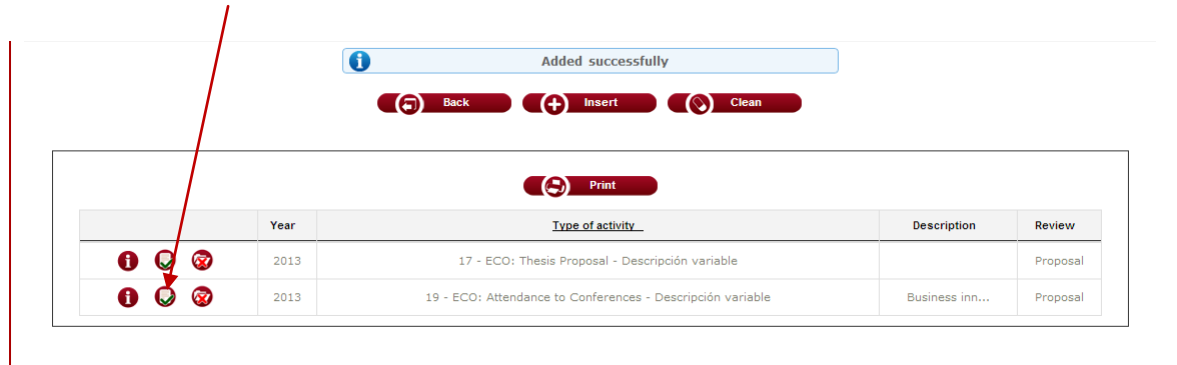 Added successfully
Back Insert Clean
Print
Year Type of activity Description Review
2013 17 - ECO: Thesis Proposal - Descripción variable Proposal
2013 19 - ECO: Attendance to Conferences - Descripción variable Business inn... Proposal